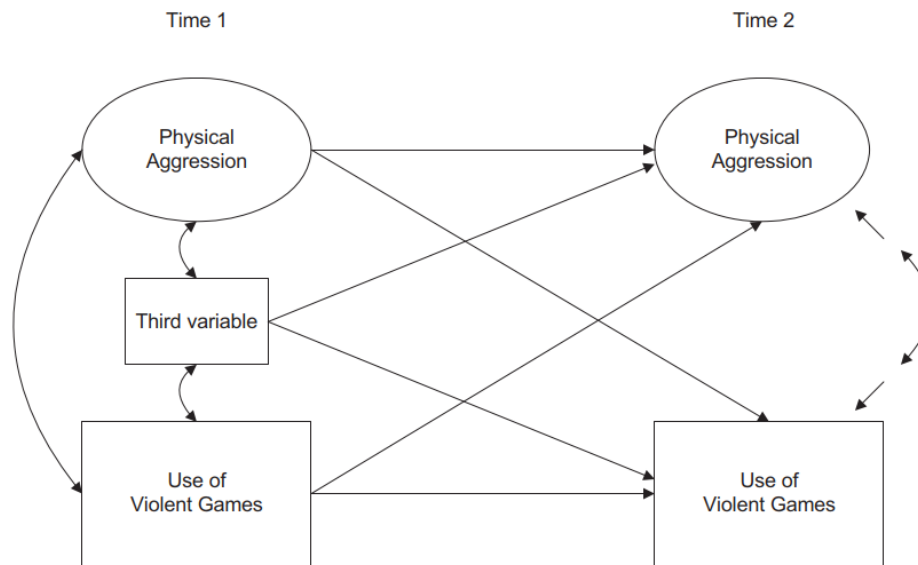 Time 1
Time 2
Physical
Aggression
Physical
Aggression
Third variable
Use of
Violent Games
Use of
Violent Games